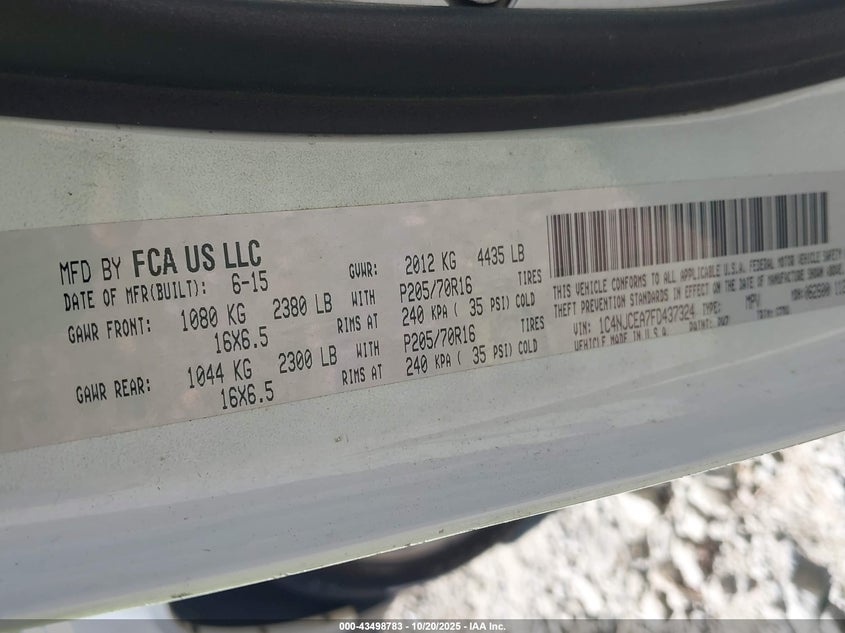 MFD BY FCA US LLC
DATE OF MFR(BUILT): 6-15 GVWR: 2012 KG 4435 LB
GAWR FRONT: 1080 KG 2380 LB WITH P205/70R16 TIRES
16X6.5 RIMS AT 240 KPA ( 35 PSI) COLD
GAWR REAR: 1044 KG 2300 LB WITH P205/70R16 TIRES
16X6.5 RIMS AT 240 KPA ( 35 PSI) COLD
THIS VEHICLE CONFORMS TO ALL APPLICABLE U.S.A. FEDERAL MOTOR VEHICLE SAFETY
THEFT PREVENTION STANDARDS IN EFFECT ON THE DATE OF MANUFACTURE SHOWN ABOVE.
VIN: 1C4NJCEA7FD437324 TYPE: MPV
VEHICLE MADE IN U.S.A. PAINT:
000-43498783 - 10/20/2025 - IAA Inc.